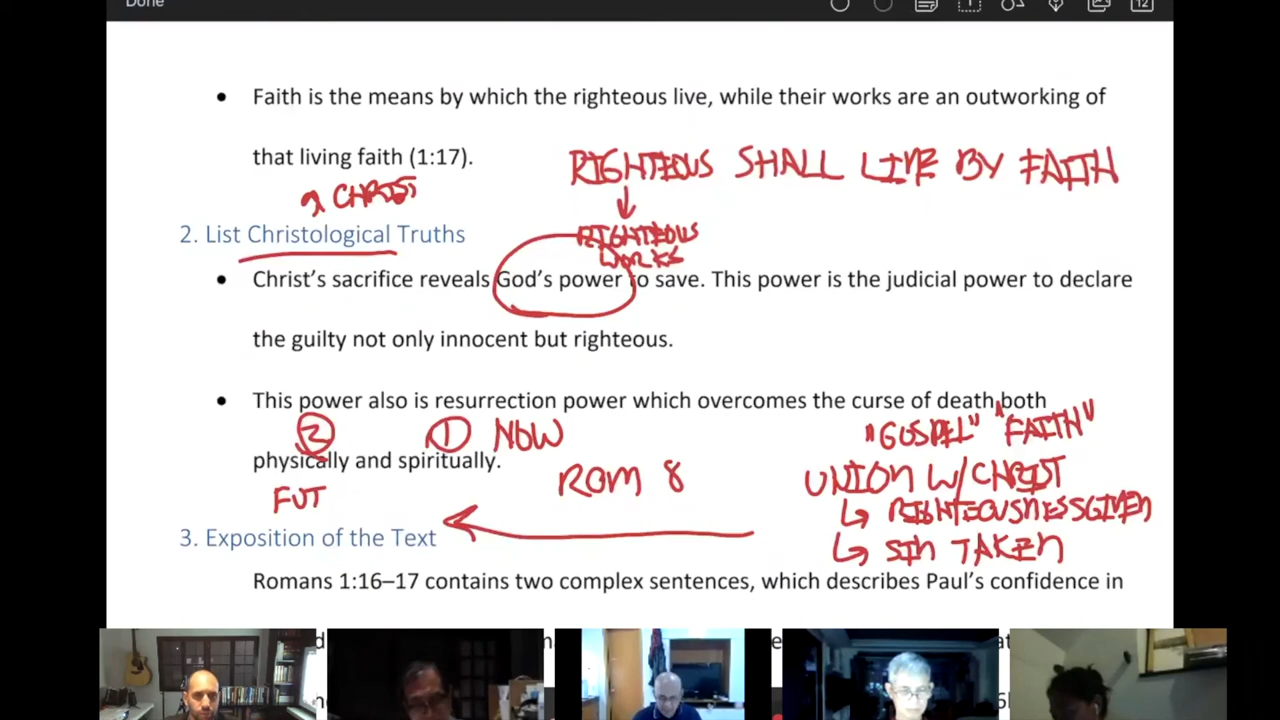 Done
12
• Faith is the means by which the righteous live, while their works are an outworking of
that living faith (1:17).
RIGHTEOUS SHALL LIVE BY FAITH
CHRIST
2. List Christological Truths
RIGHTEOUS
WORKS
• Christ's sacrifice reveals God's power to save. This power is the judicial power to declare
the guilty not only innocent but righteous.
• This power also is resurrection power which overcomes the curse of death both
2 1 NOW
"GOSPEL" "FAITH"
physically and spiritually.
ROM 8
UNION W/CHRIST
FUT
RIGHTEOUSNESS GIVEN
3. Exposition of the Text
SIN TAKEN
Romans 1:16–17 contains two complex sentences, which describes Paul's confidence in